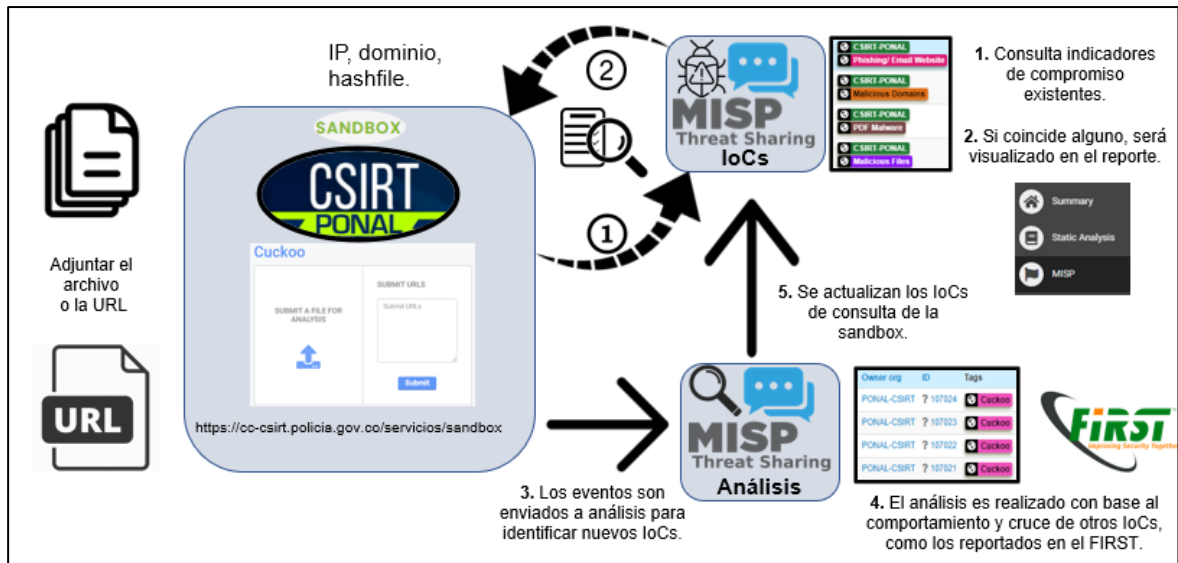 IP, dominio,
hashfile.
SANDBOX
CSIRT
PONAL
Cuckoo
SUBMIT A FILE FOR
ANALYSIS
SUBMIT URLS
Submit URLs
Submit
https://cc-csirt.policia.gov.co/servicios/sandbox
Adjuntar el
archivo
o la URL
URL
2
1
MISP
Threat Sharing
IoCs
CSIRT-PONAL
Phishing/ Email Website
CSIRT-PONAL
Malicious Domains
CSIRT-PONAL
PDF Malware
CSIRT-PONAL
Malicious Files
1. Consulta indicadores
de compromiso
existentes.
2. Si coincide alguno, será
visualizado en el reporte.
Summary
Static Analysis
MISP
5. Se actualizan los IoCs
de consulta de la
sandbox.
3. Los eventos son
enviados a análisis para
identificar nuevos IoCs.
MISP
Threat Sharing
Análisis
Owner org ID Tags
PONAL-CSIRT ? 107024 Cuckoo
PONAL-CSIRT ? 107023 Cuckoo
PONAL-CSIRT ? 107022 Cuckoo
PONAL-CSIRT ? 107021 Cuckoo
FiRST
Improving Security Together
4. El análisis es realizado con base al
comportamiento y cruce de otros IoCs,
como los reportados en el FIRST.